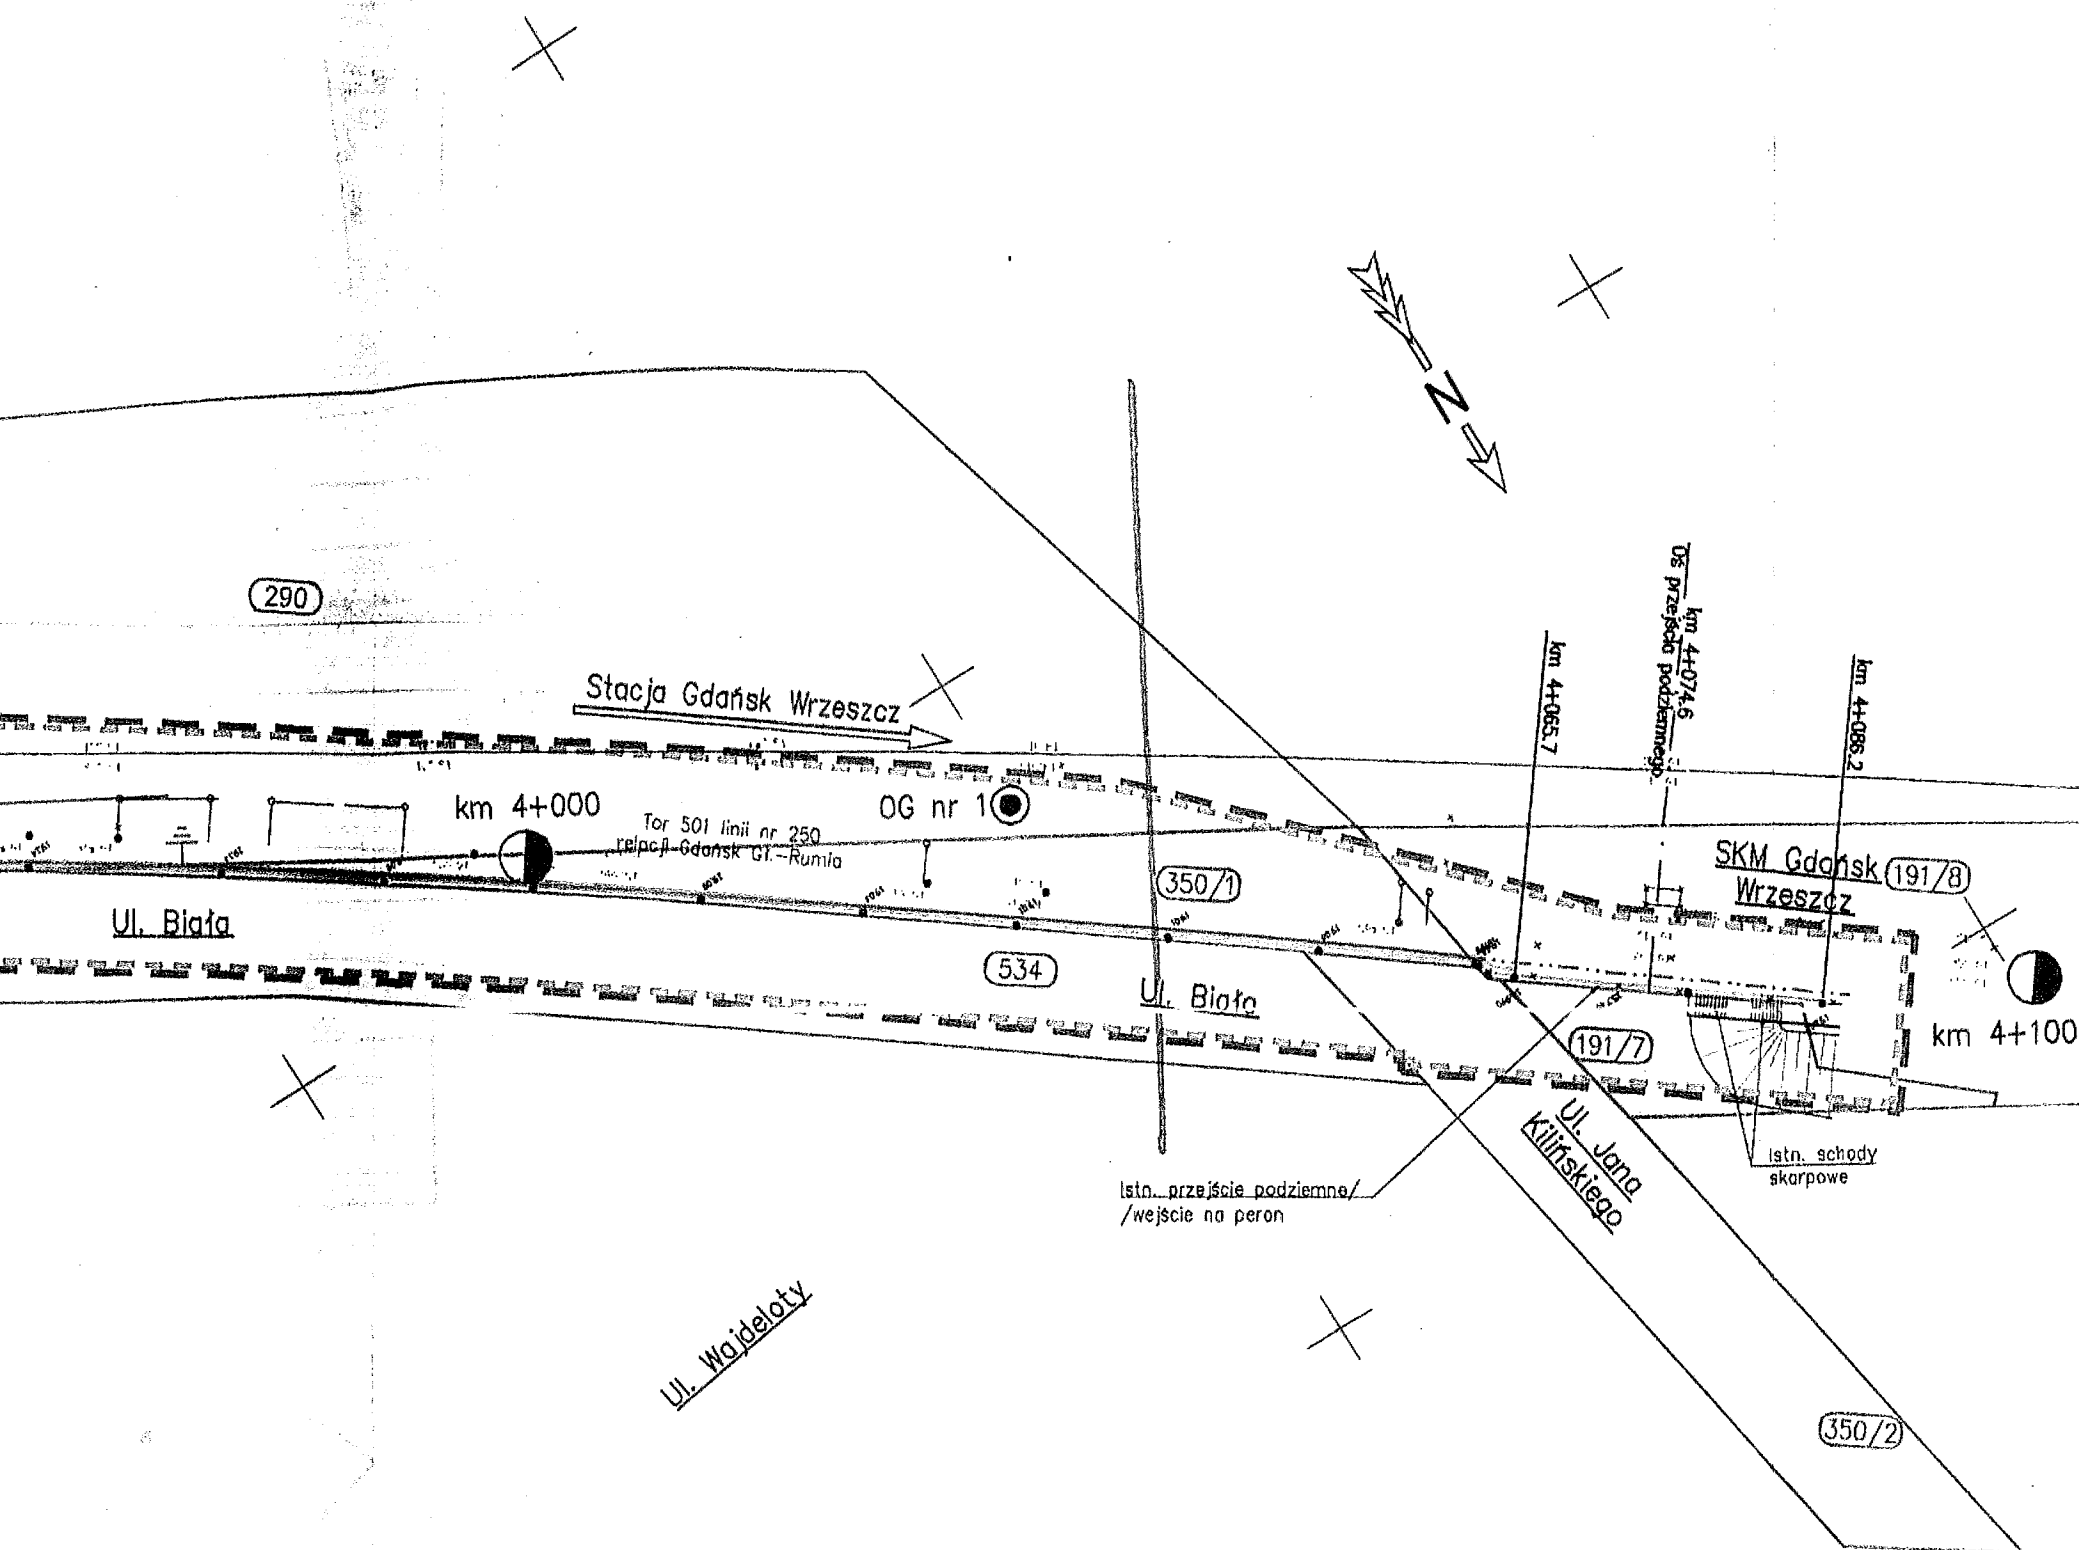 N
290
Oś przejścia podziemnego
km 4+074.6
km 4+065.7
km 4+086.2
Stacja Gdańsk Wrzeszcz
km 4+000
OG nr 1
Tor 501 linii nr 250
relacji Gdańsk Gł.-Rumia
350/1
SKM Gdańsk
Wrzeszcz
191/8
Ul. Biała
534
Ul. Biała
191/7
km 4+100
Ul. Jana
Kilińskiego
Istn. schody
skarpowe
Istn. przejście podziemne/
/wejście na peron
Ul. Wajdeloty
350/2